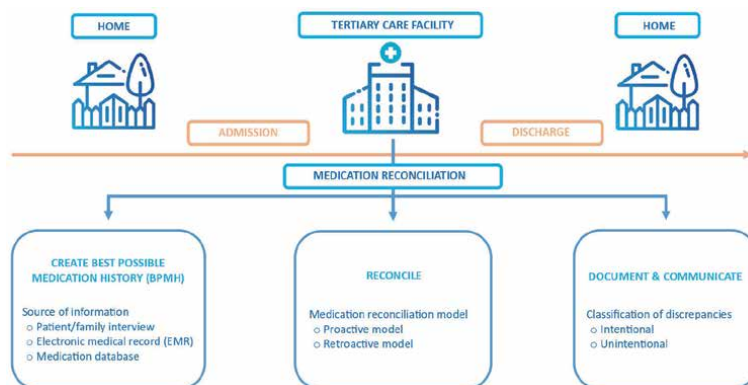 HOME
TERTIARY CARE FACILITY
HOME
ADMISSION
DISCHARGE
MEDICATION RECONCILIATION
CREATE BEST POSSIBLE
MEDICATION HISTORY (BPMH)
Source of information
o Patient/family interview
o Electronic medical record (EMR)
o Medication database
RECONCILE
Medication reconciliation model
o Proactive model
o Retroactive model
DOCUMENT & COMMUNICATE
Classification of discrepancies
o Intentional
o Unintentional